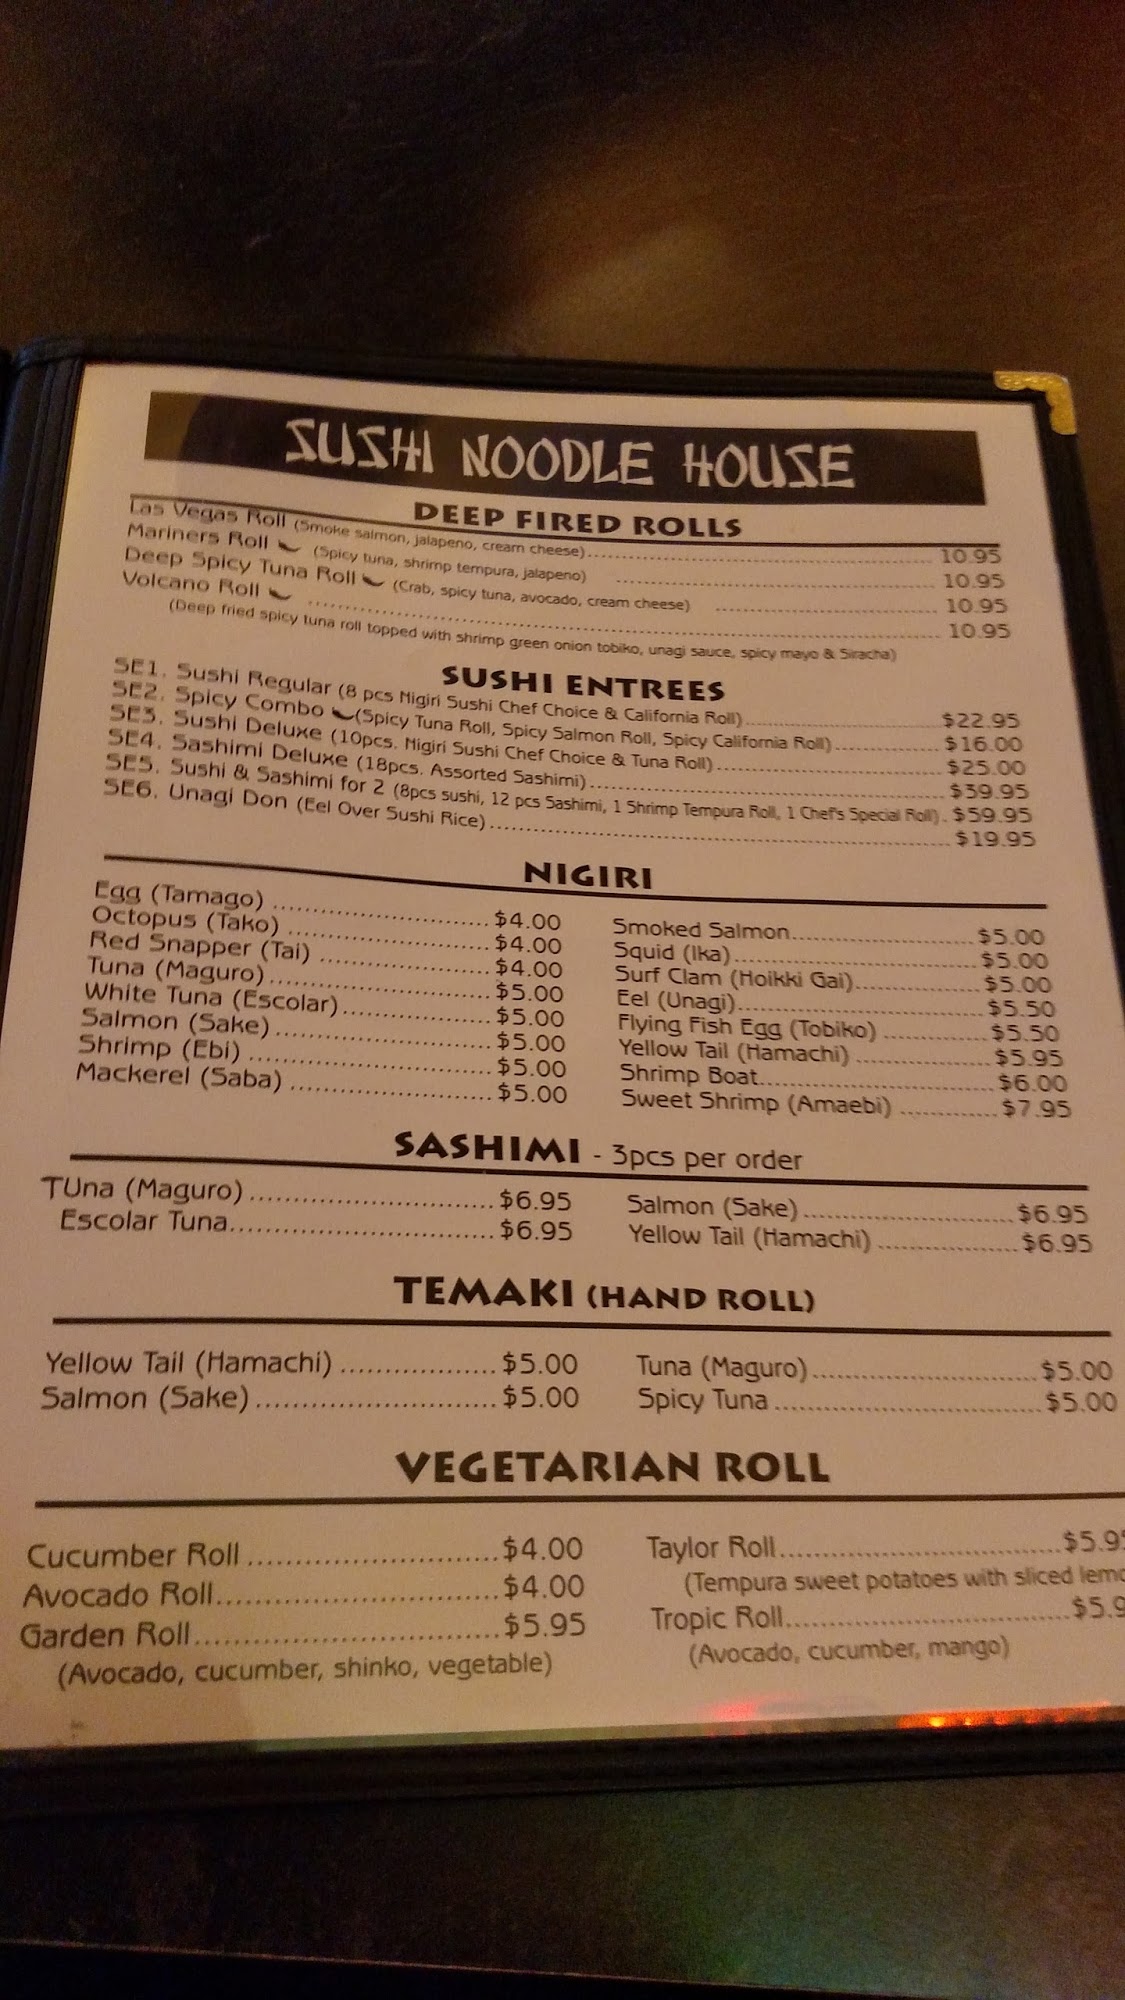 SUSHI NOODLE HOUSE
DEEP FIRED ROLLS
Las Vegas Roll (Smoke salmon, jalapeno, cream cheese) 10.95
Mariners Roll (Spicy tuna, shrimp tempura, jalapeno) 10.95
Deep Spicy Tuna Roll (Crab, spicy tuna, avocado, cream cheese) 10.95
Volcano Roll 10.95
(Deep fried spicy tuna roll topped with shrimp green onion tobiko, unagi sauce, spicy mayo & Siracha)
SUSHI ENTREES
SE1. Sushi Regular (8 pcs Nigiri Sushi Chef Choice & California Roll) $22.95
SE2. Spicy Combo (Spicy Tuna Roll, Spicy Salmon Roll, Spicy California Roll) $16.00
SE3. Sushi Deluxe (10pcs. Nigiri Sushi Chef Choice & Tuna Roll) $25.00
SE4. Sashimi Deluxe (18pcs. Assorted Sashimi) $39.95
SE5. Sushi & Sashimi for 2 (8pcs sushi, 12 pcs Sashimi, 1 Shrimp Tempura Roll, 1 Chef's Special Roll) $59.95
SE6. Unagi Don (Eel Over Sushi Rice) $19.95
NIGIRI
Egg (Tamago) $4.00
Octopus (Tako) $4.00
Red Snapper (Tai) $4.00
Tuna (Maguro) $5.00
White Tuna (Escolar) $5.00
Salmon (Sake) $5.00
Shrimp (Ebi) $5.00
Mackerel (Saba) $5.00
Smoked Salmon $5.00
Squid (Ika) $5.00
Surf Clam (Hoikki Gai) $5.00
Eel (Unagi) $5.50
Flying Fish Egg (Tobiko) $5.50
Yellow Tail (Hamachi) $5.95
Shrimp Boat $6.00
Sweet Shrimp (Amaebi) $7.95
SASHIMI - 3pcs per order
TUna (Maguro) $6.95
Escolar Tuna $6.95
Salmon (Sake) $6.95
Yellow Tail (Hamachi) $6.95
TEMAKI (HAND ROLL)
Yellow Tail (Hamachi) $5.00
Salmon (Sake) $5.00
Tuna (Maguro) $5.00
Spicy Tuna $5.00
VEGETARIAN ROLL
Cucumber Roll $4.00
Avocado Roll $4.00
Garden Roll $5.95
(Avocado, cucumber, shinko, vegetable)
Taylor Roll
(Tempura sweet potatoes with sliced
Tropic Roll
(Avocado, cucumber, mango)